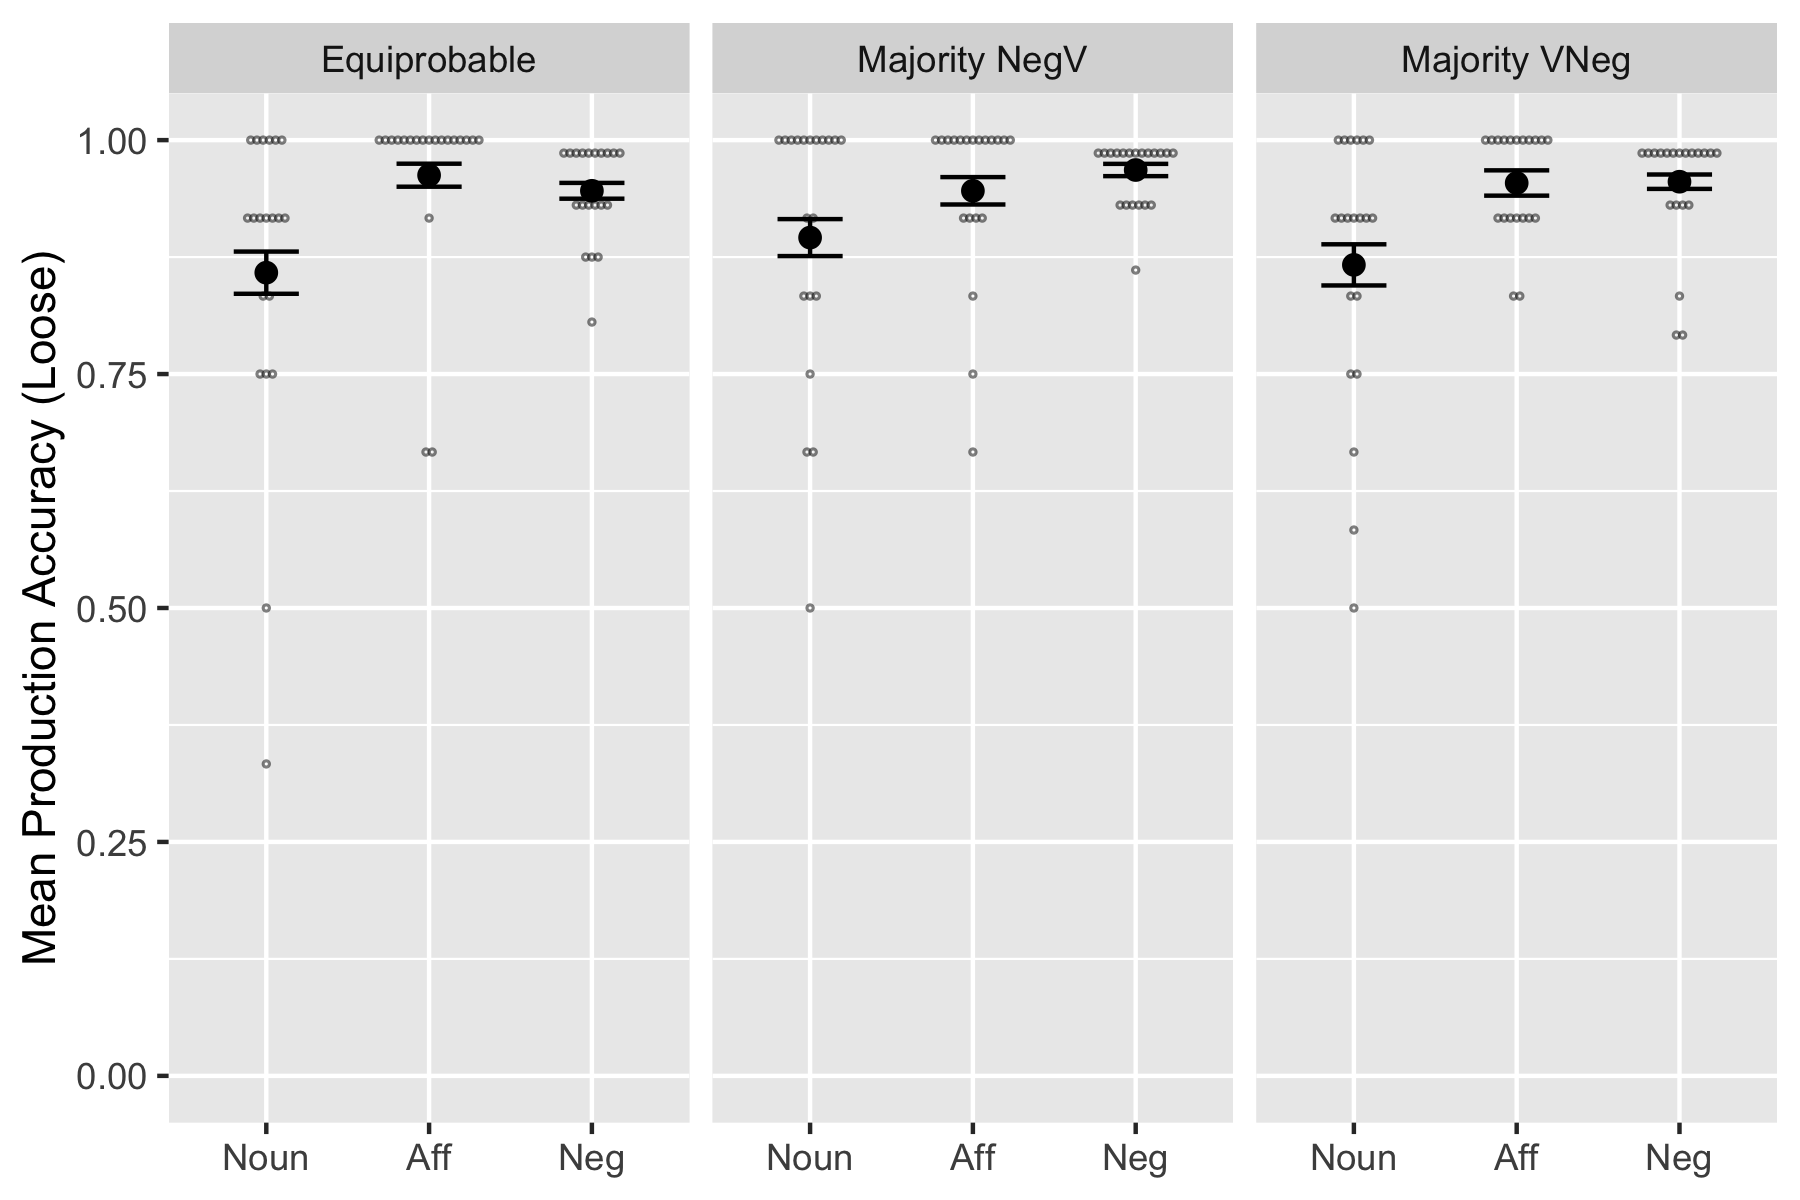 Equiprobable
Majority NegV
Majority VNeg
Mean Production Accuracy (Loose)
1.00
0.75
0.50
0.25
0.00
Noun Aff Neg
Noun Aff Neg
Noun Aff Neg